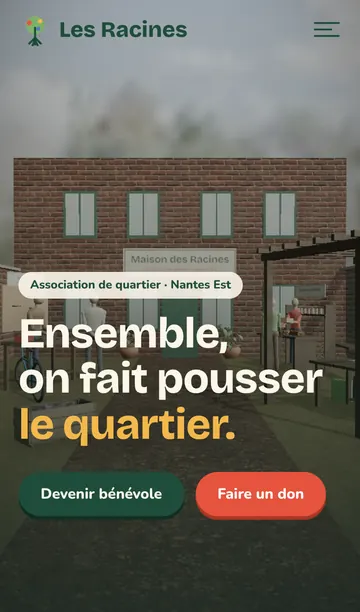 Les Racines
Maison des Racines
Association de quartier · Nantes Est
Ensemble,
on fait pousser
le quartier.
Devenir bénévole
Faire un don